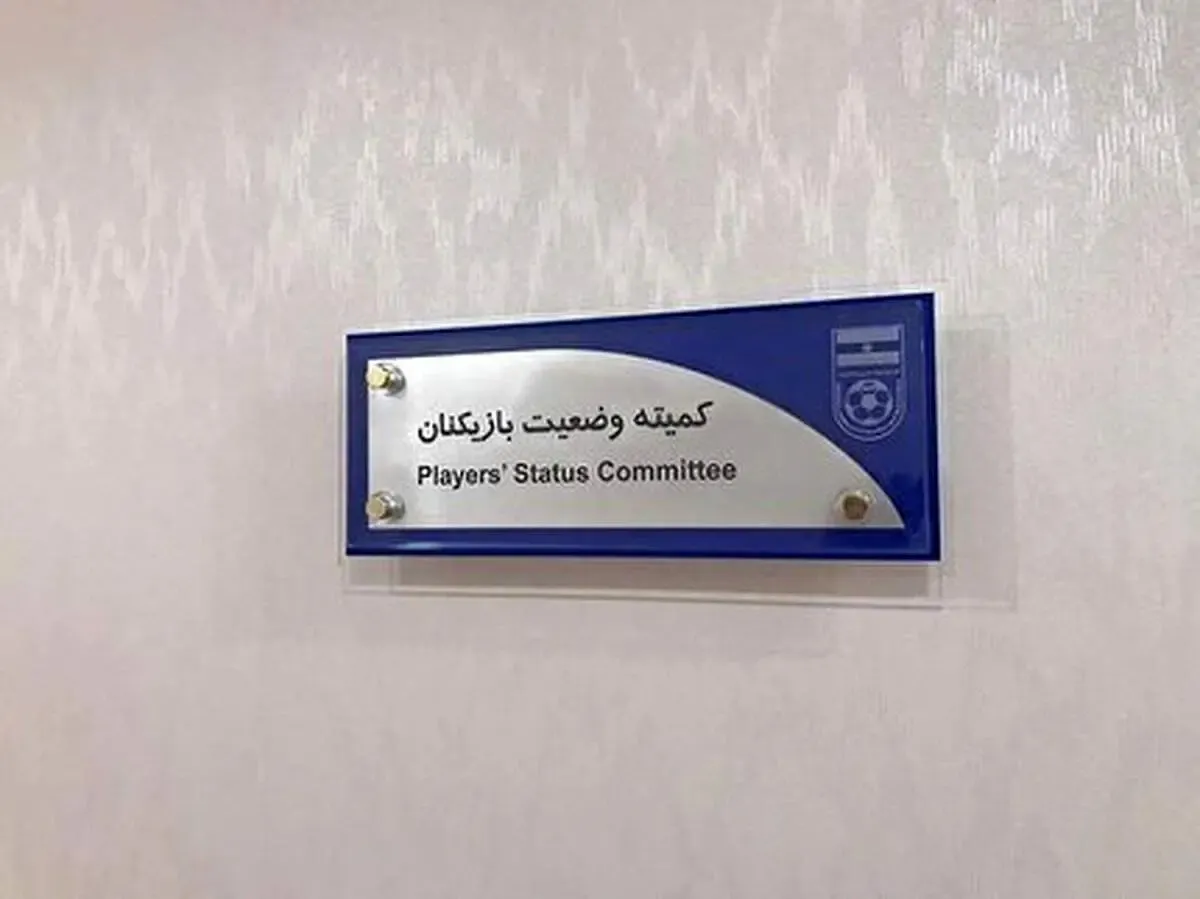 کمیته وضعیت بازیکنان
Players' Status Committee